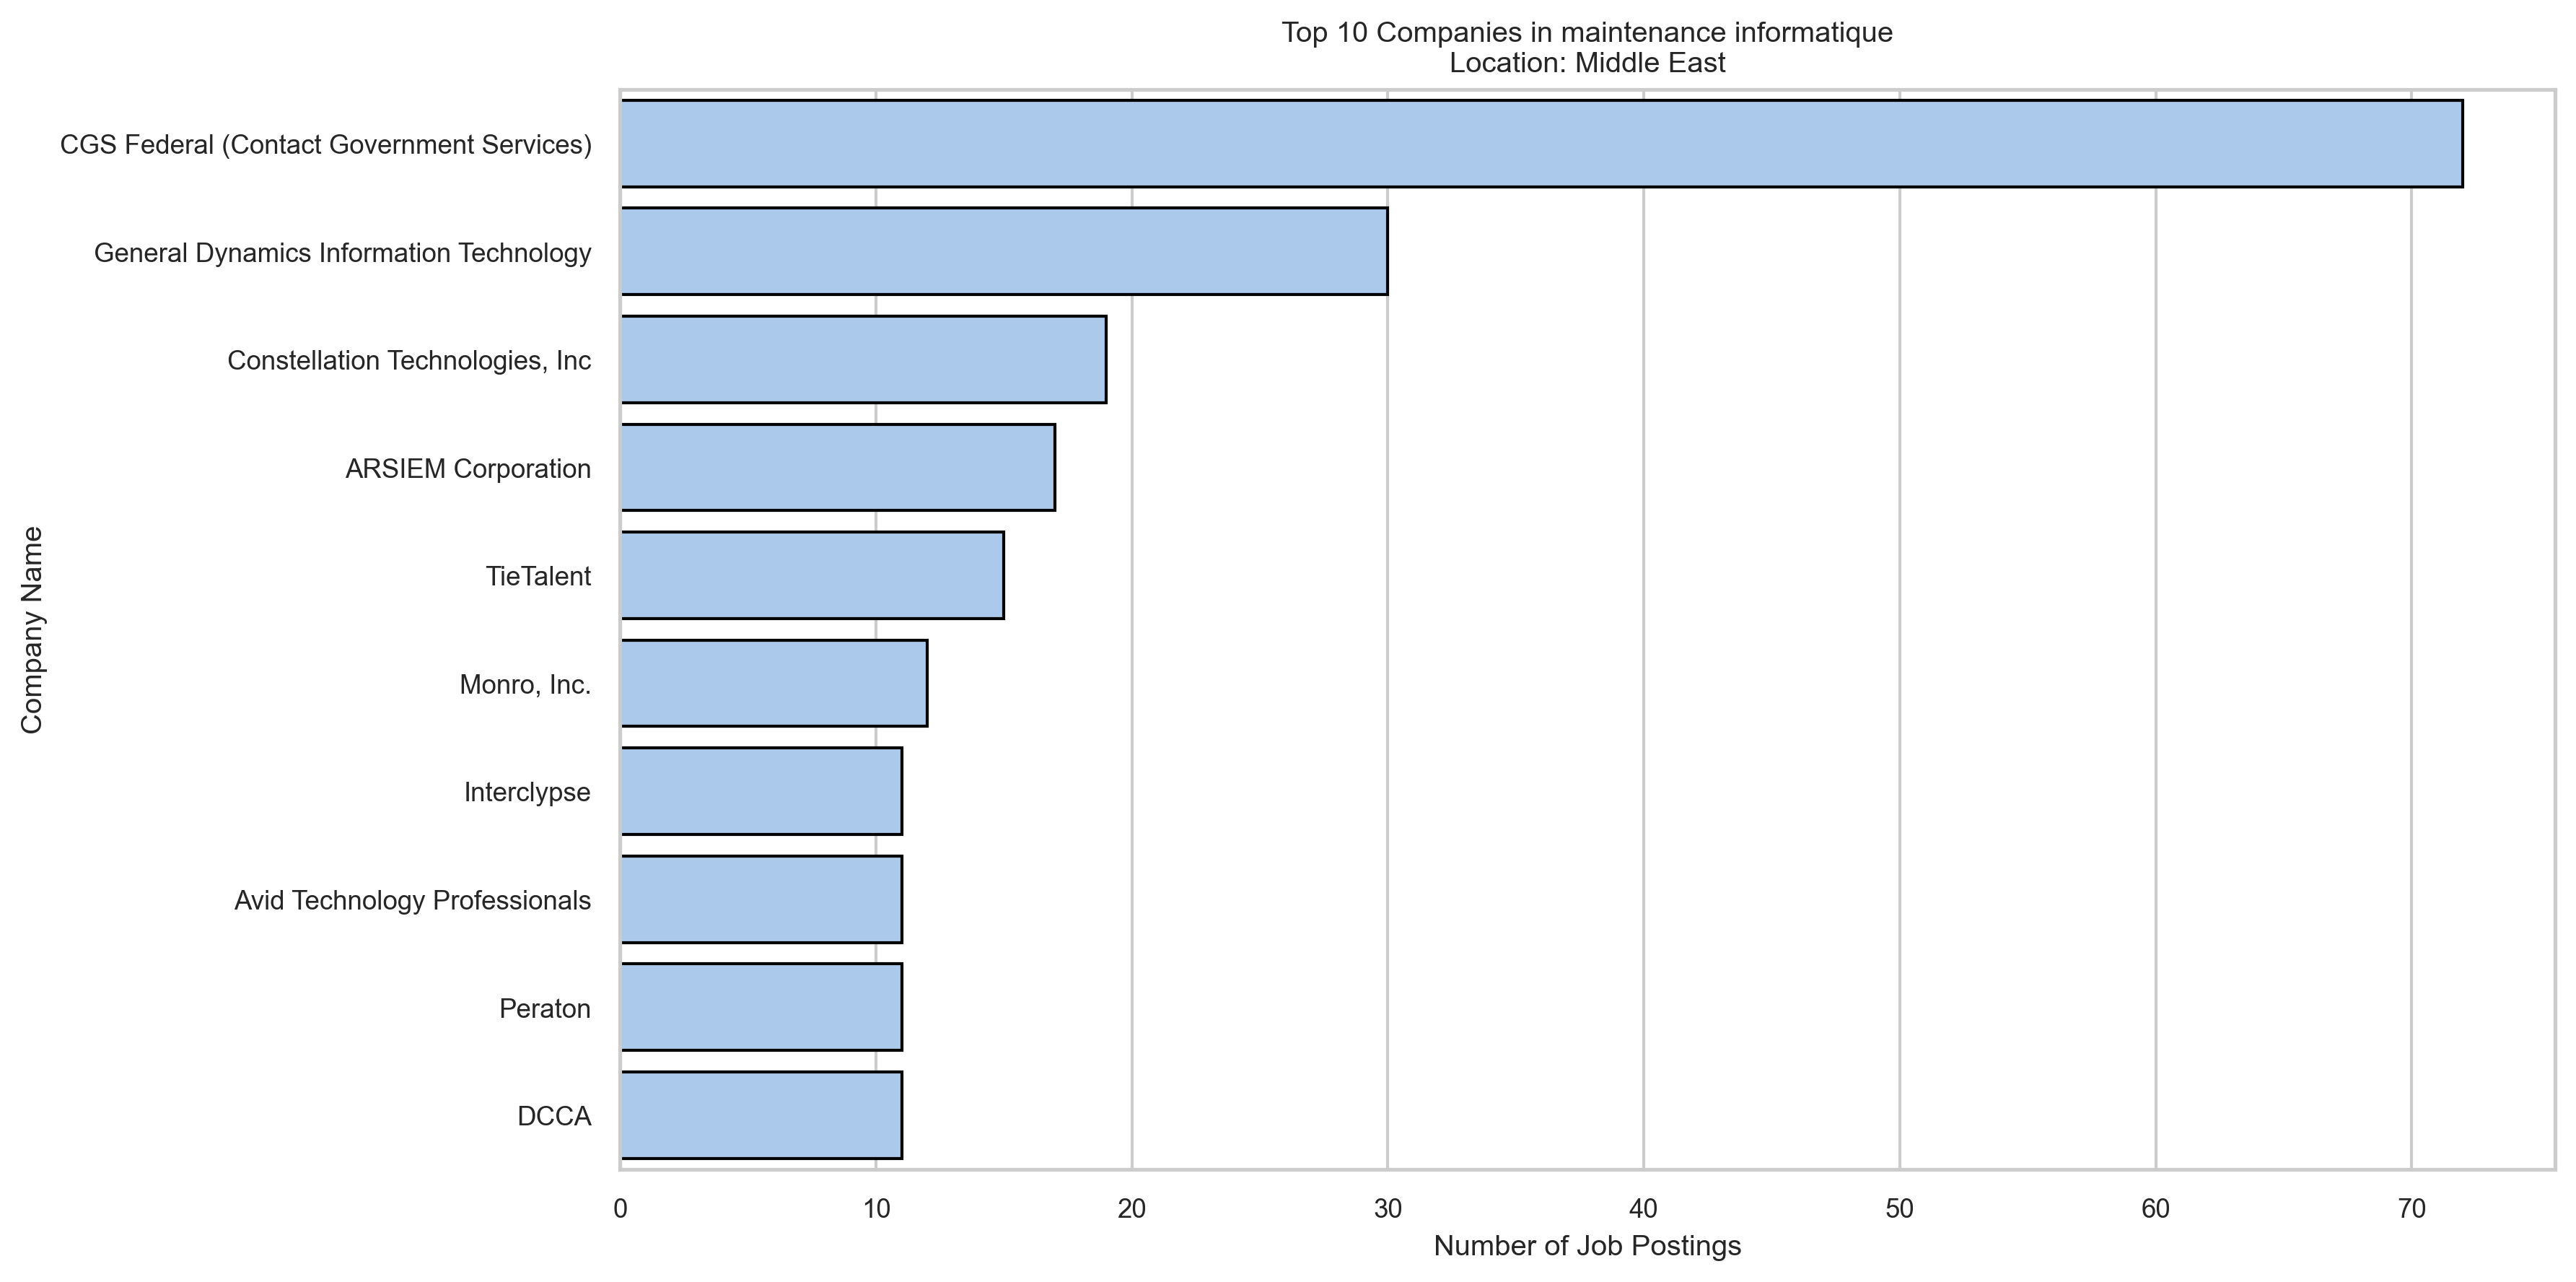 Top 10 Companies in maintenance informatique
Location: Middle East
Company Name
CGS Federal (Contact Government Services)
General Dynamics Information Technology
Constellation Technologies, Inc
ARSIEM Corporation
TieTalent
Monro, Inc.
Interclypse
Avid Technology Professionals
Peraton
DCCA
0 10 20 30 40 50 60 70
Number of Job Postings